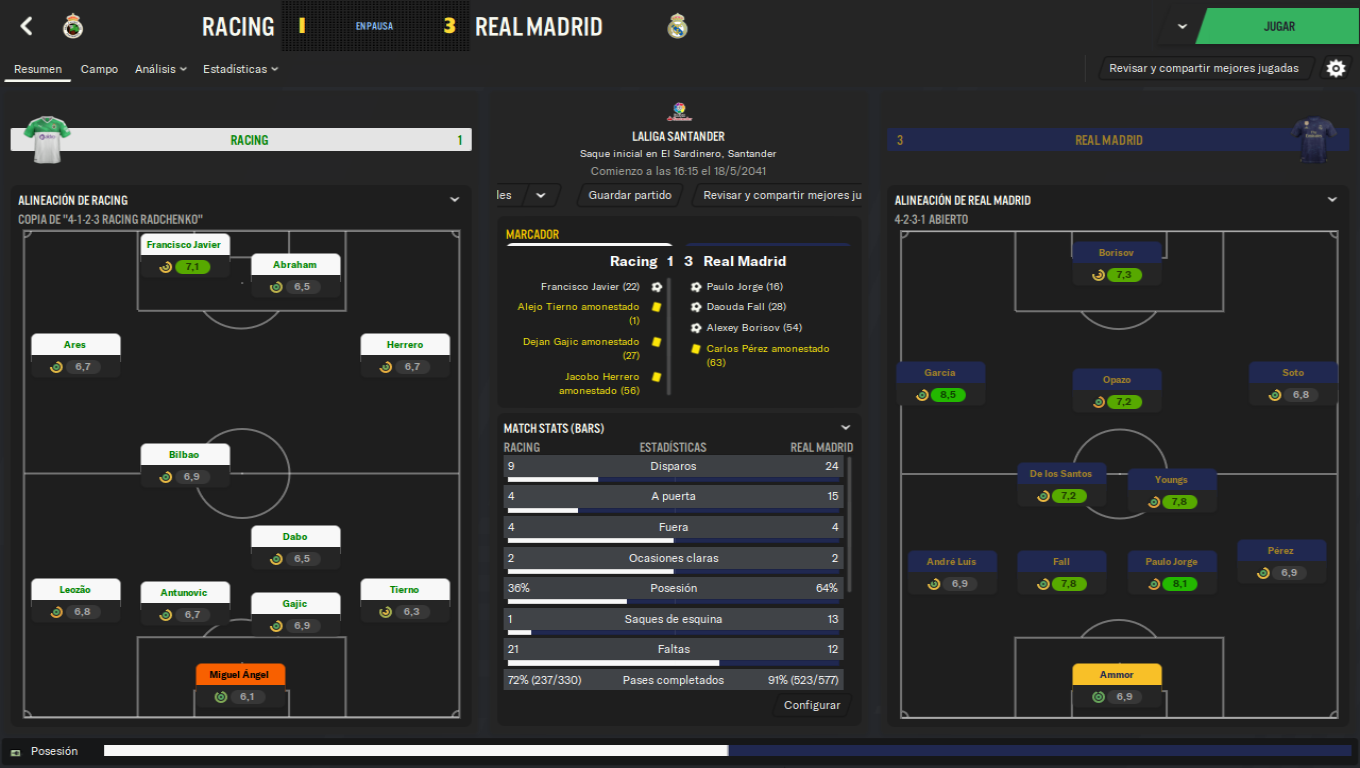 RACING
1
EN PAUSA
3
REAL MADRID
JUGAR
Resumen
Campo
Análisis
Estadísticas
Revisar y compartir mejores jugadas
RACING
1
LALIGA SANTANDER
Saque inicial en El Sardinero, Santander
Comienzo a las 16:15 el 18/5/2041
les
Guardar partido
Revisar y compartir mejores ju
3
REAL MADRID
ALINEACIÓN DE RACING
COPIA DE "4-1-2-3 RACING RADCHENKO"
Francisco Javier
7,1
Abraham
6,5
Ares
6,7
Herrero
6,7
Bilbao
6,9
Dabo
6,5
Leozão
6,8
Antunovic
6,7
Gajic
6,9
Tierno
6,3
Miguel Ángel
6,1
MARCADOR
Racing 1 3 Real Madrid
Francisco Javier (22)
Alejo Tierno amonestado
(1)
Dejan Gajic amonestado
(27)
Jacobo Herrero
amonestado (56)
Paulo Jorge (16)
Daouda Fall (28)
Alexey Borisov (54)
Carlos Pérez amonestado
(63)
MATCH STATS (BARS)
RACING ESTADÍSTICAS REAL MADRID
9 Disparos 24
4 A puerta 15
4 Fuera 4
2 Ocasiones claras 2
36% Posesión 64%
1 Saques de esquina 13
21 Faltas 12
72% (237/330) Pases completados 91% (523/577)
Configurar
ALINEACIÓN DE REAL MADRID
4-2-3-1 ABIERTO
Borisov
7,3
García
8,5
Opazo
7,2
Soto
6,8
De los Santos
7,2
Youngs
7,8
André Luís
6,9
Fall
7,8
Paulo Jorge
8,1
Pérez
6,9
Ammor
6,9
Posesión